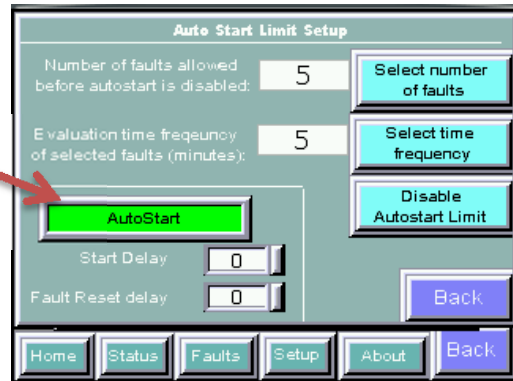 Auto Start Limit Setup
Number of faults allowed
before autostart is disabled:
5
Select number
of faults
Evaluation time freqeuncy
of selected faults (minutes):
5
Select time
frequency
Disable
Autostart Limit
AutoStart
Start Delay
0
Fault Reset delay
0
Back
Home
Status
Faults
Setup
About
Back